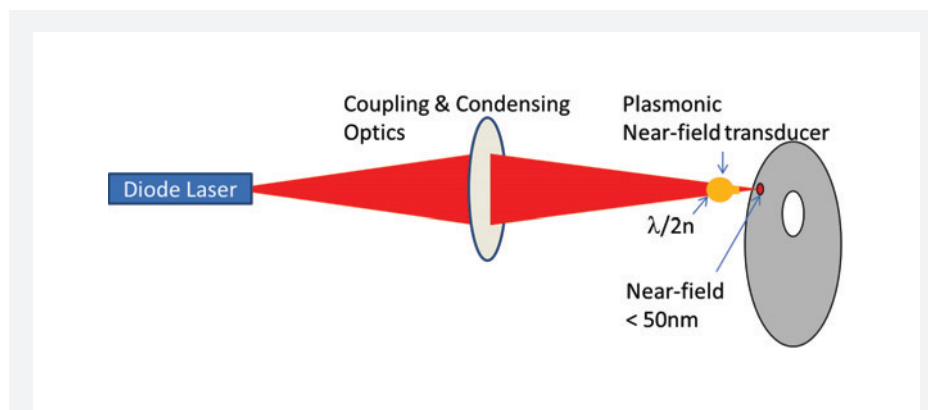 Coupling & Condensing
Optics
Plasmonic
Near-field transducer
Diode Laser
λ/2n
Near-field
< 50nm